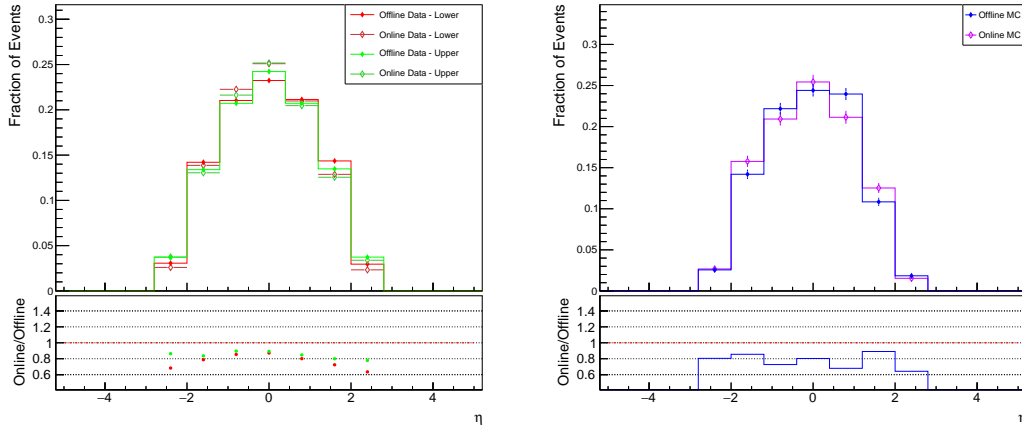 Fraction of Events
0.3
0.25
0.2
0.15
0.1
0.05
0
Offline Data - Lower
Online Data - Lower
Offline Data - Upper
Online Data - Upper
Online/Offline
1.4
1.2
1
0.8
0.6
−4 −2 0 2 4
η
Fraction of Events
0.3
0.25
0.2
0.15
0.1
0.05
0
Offline MC
Online MC
Online/Offline
1.4
1.2
1
0.8
0.6
−4 −2 0 2 4
η